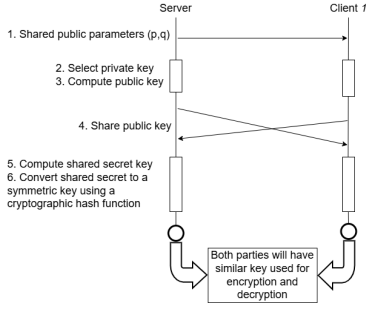 Server
Client 1
1. Shared public parameters (p,q)
2. Select private key
3. Compute public key
4. Share public key
5. Compute shared secret key
6. Convert shared secret to a
symmetric key using a
cryptographic hash function
Both parties will have
similar key used for
encryption and
decryption